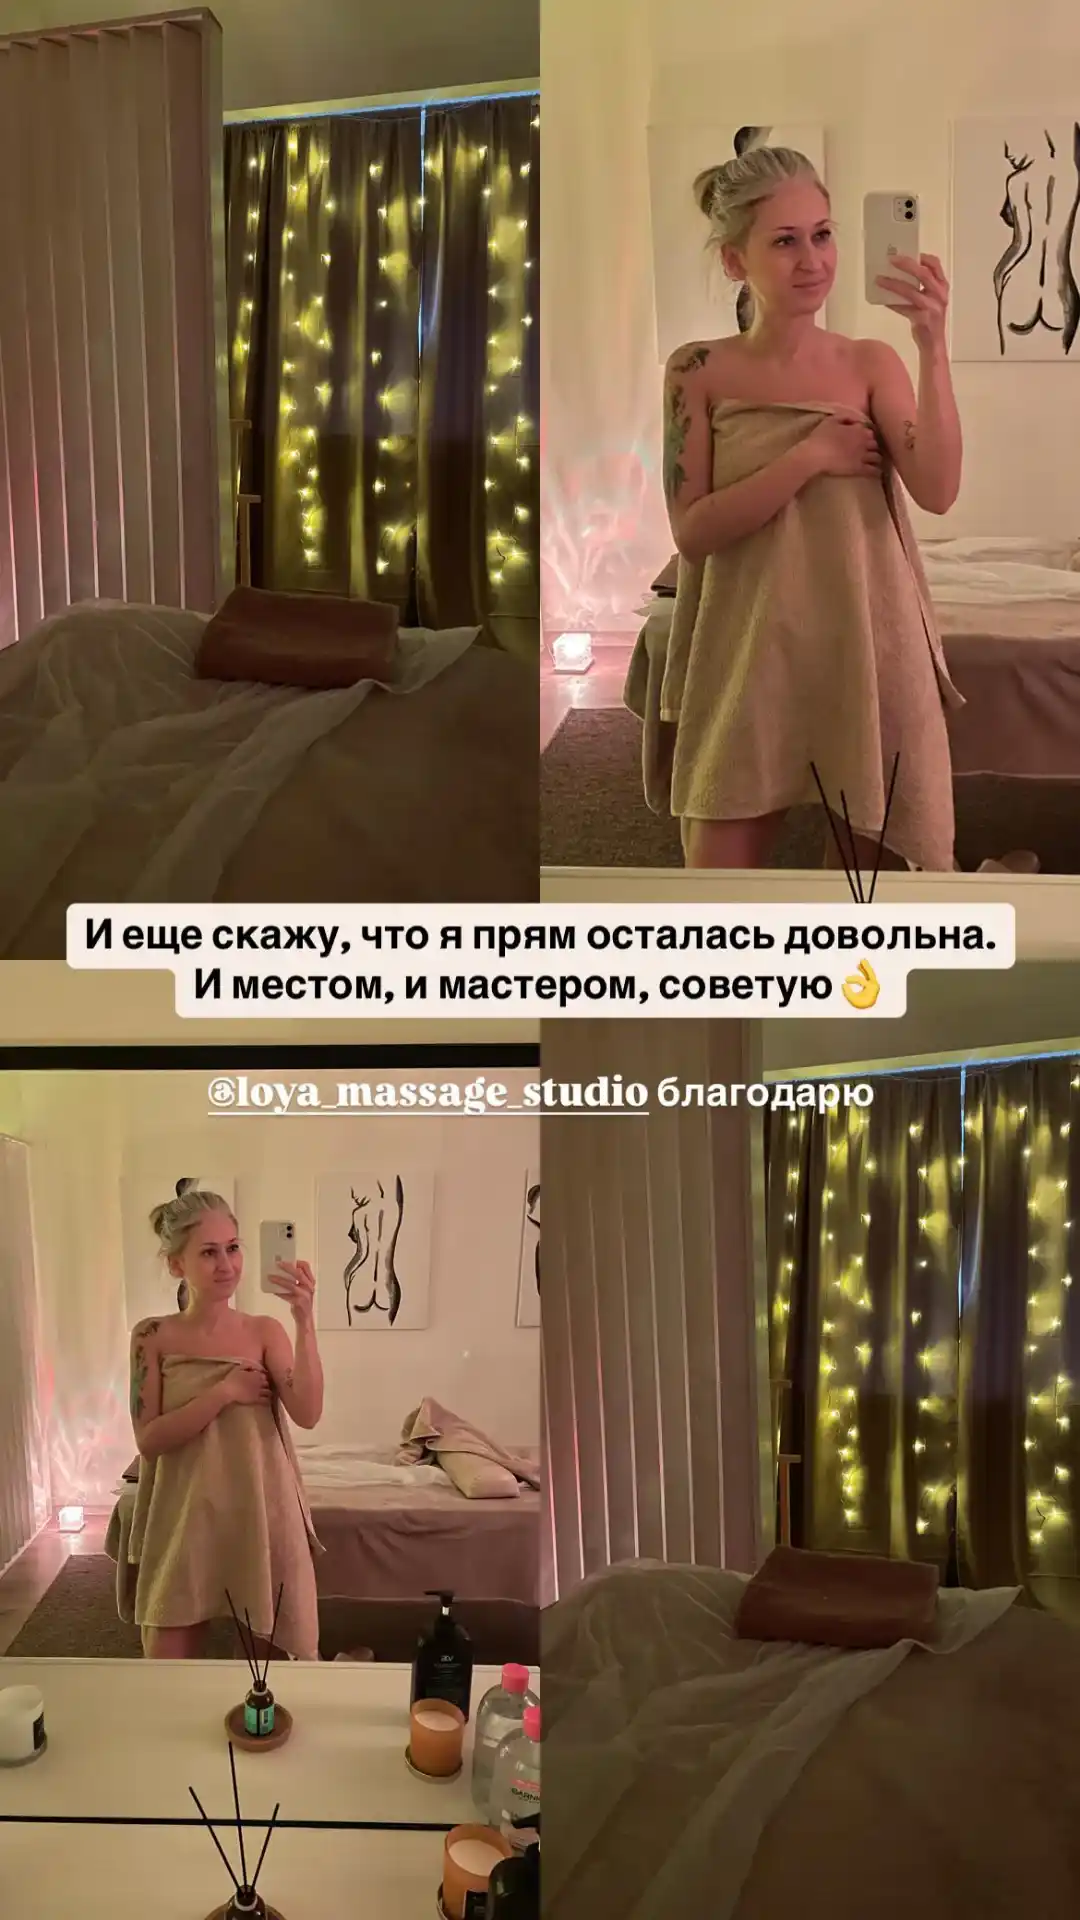 И еще скажу, что я прям осталась довольна.
И местом, и мастером, советую👌
@loya_massage_studio благодарю